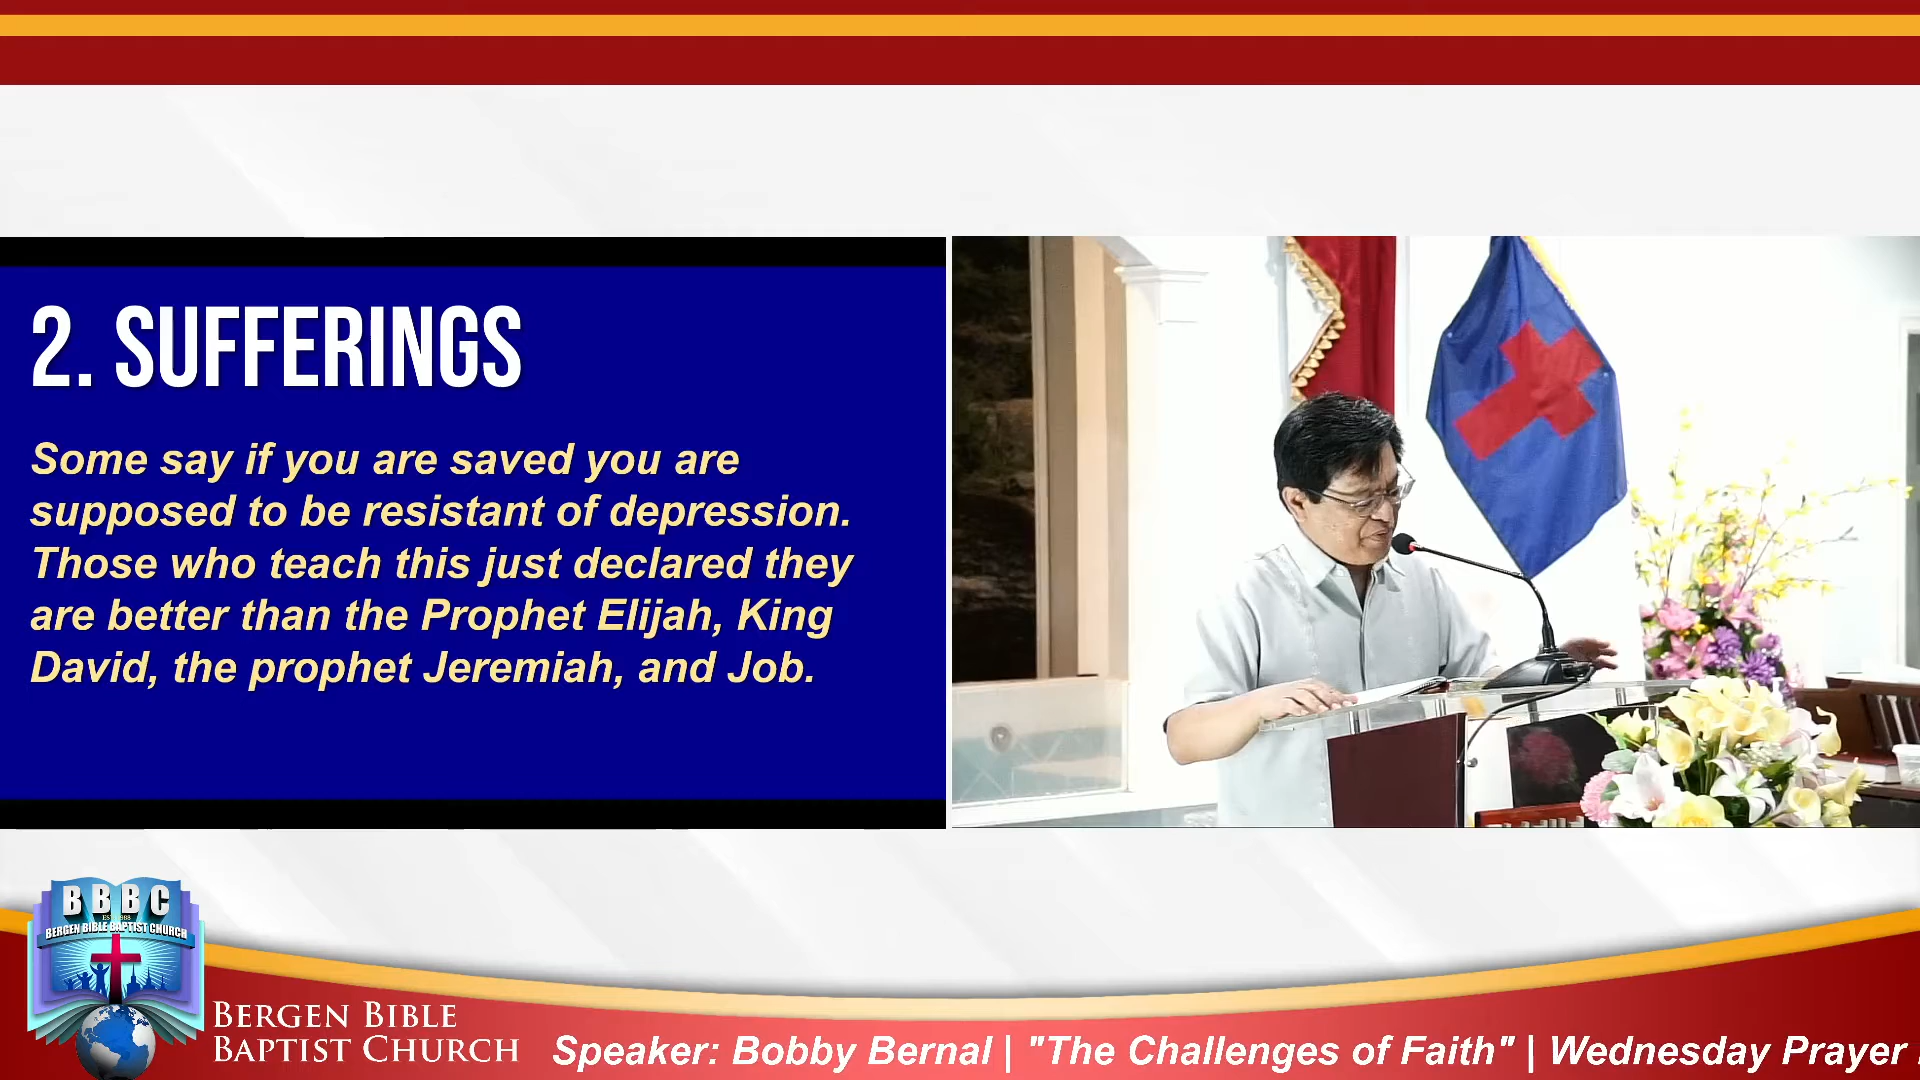 2. SUFFERINGS
Some say if you are saved you are
supposed to be resistant of depression.
Those who teach this just declared they
are better than the Prophet Elijah, King
David, the prophet Jeremiah, and Job.
B B B C
BERGEN BIBLE BAPTIST CHURCH
BERGEN BIBLE
BAPTIST CHURCH
Speaker: Bobby Bernal | "The Challenges of Faith" | Wednesday Prayer